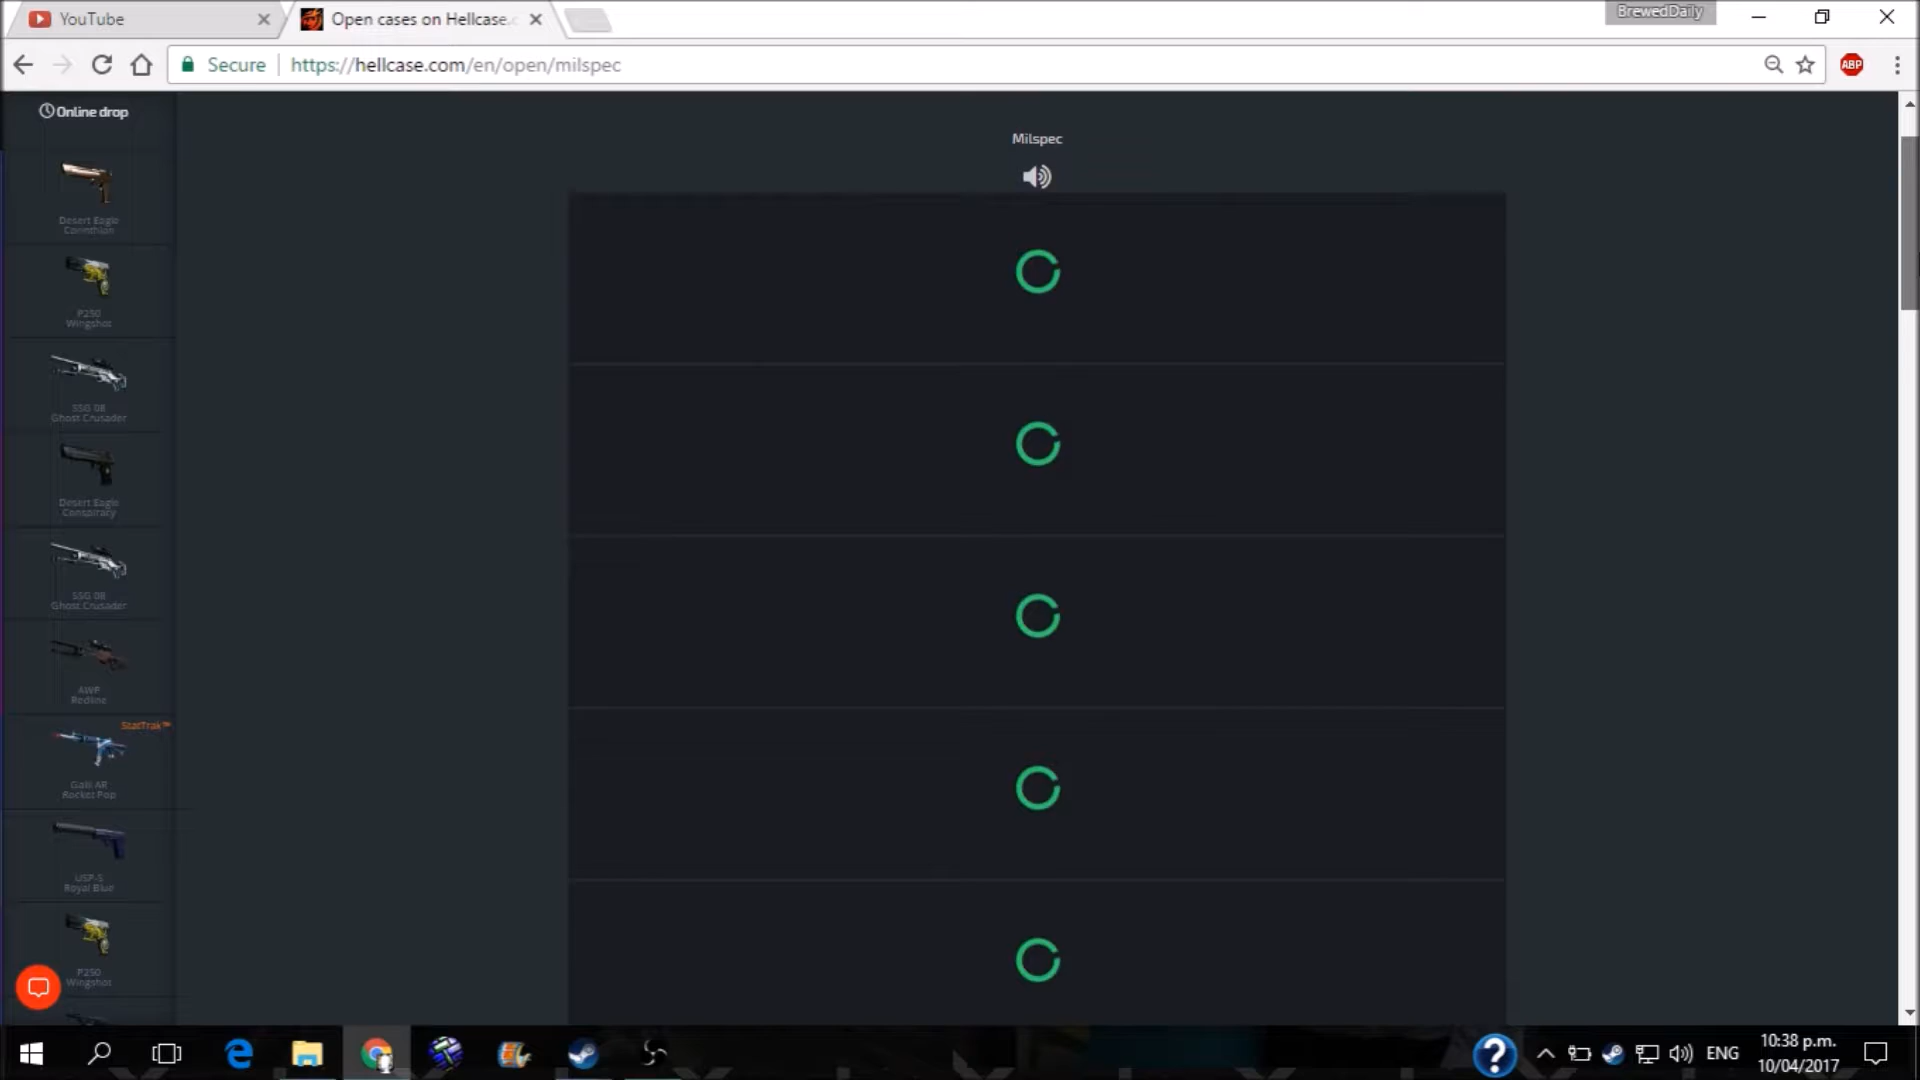 YouTube
Open cases on Hellcase.
BrewedDaily
Secure
https://hellcase.com/en/open/milspec
ABP
Online drop
Milspec
Desert Eagle
Corinthian
P250
Wingshot
SSG 08
Ghost Crusader
Desert Eagle
Conspiracy
SSG 08
Ghost Crusader
AWP
Redline
StatTrak™
Galil AR
Rocket Pop
USP-S
Royal Blue
P250
Wingshot
ENG
10:38 p.m.
10/04/2017